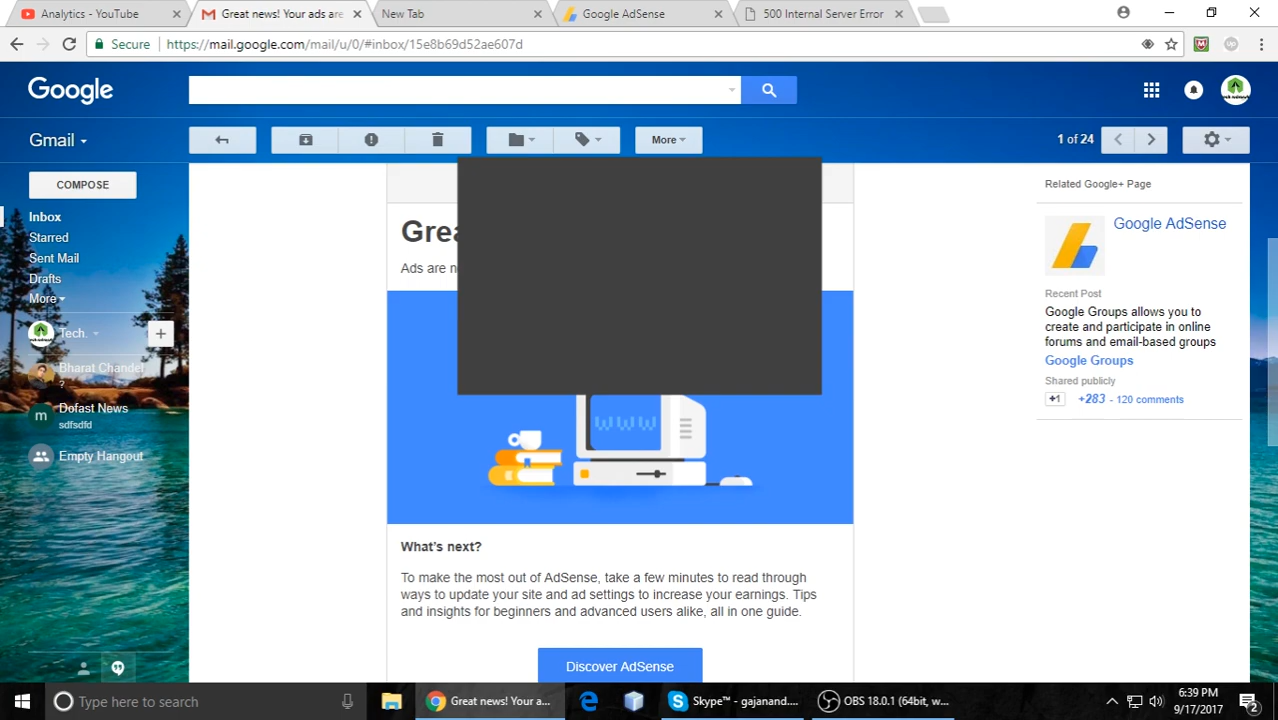 Analytics - YouTube
Great news! Your ads are
New Tab
Google AdSense
500 Internal Server Error
Secure
https://mail.google.com/mail/u/0/#inbox/15e8b69d52ae607d
Google
Gmail
More
1 of 24
COMPOSE
Inbox
Starred
Sent Mail
Drafts
More
Tech.
Bharat Chandel
?
m
Dofast News
sdfsdfd
Empty Hangout
Grea
Ads are n
www
What's next?
To make the most out of AdSense, take a few minutes to read through
ways to update your site and ad settings to increase your earnings. Tips
and insights for beginners and advanced users alike, all in one guide.
Discover AdSense
Related Google+ Page
Google AdSense
Recent Post
Google Groups allows you to
create and participate in online
forums and email-based groups
Google Groups
Shared publicly
+1
+283 - 120 comments
Type here to search
Great news! Your a...
Skype™ - gajanand....
OBS 18.0.1 (64bit, w...
6:39 PM
9/17/2017
2